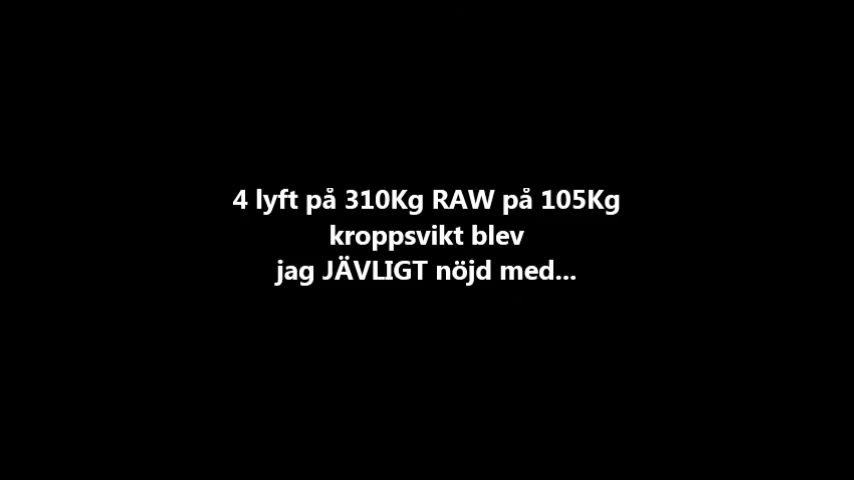 4 lyft på 310Kg RAW på 105Kg
kroppsvikt blev
jag JÄVLIGT nöjd med...